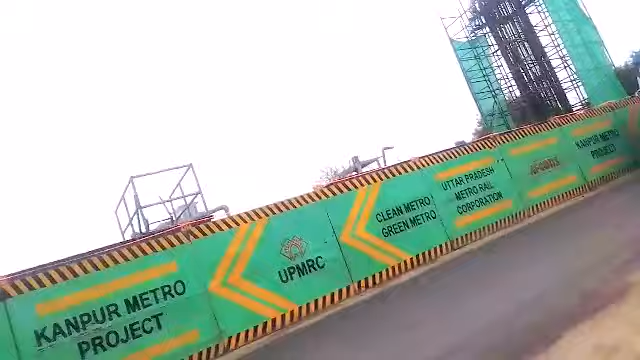 KANPUR METRO
PROJECT
UPMRC
CLEAN METRO
GREEN METRO
UTTAR PRADESH
METRO RAIL
CORPORATION
KANPUR METRO
PROJECT